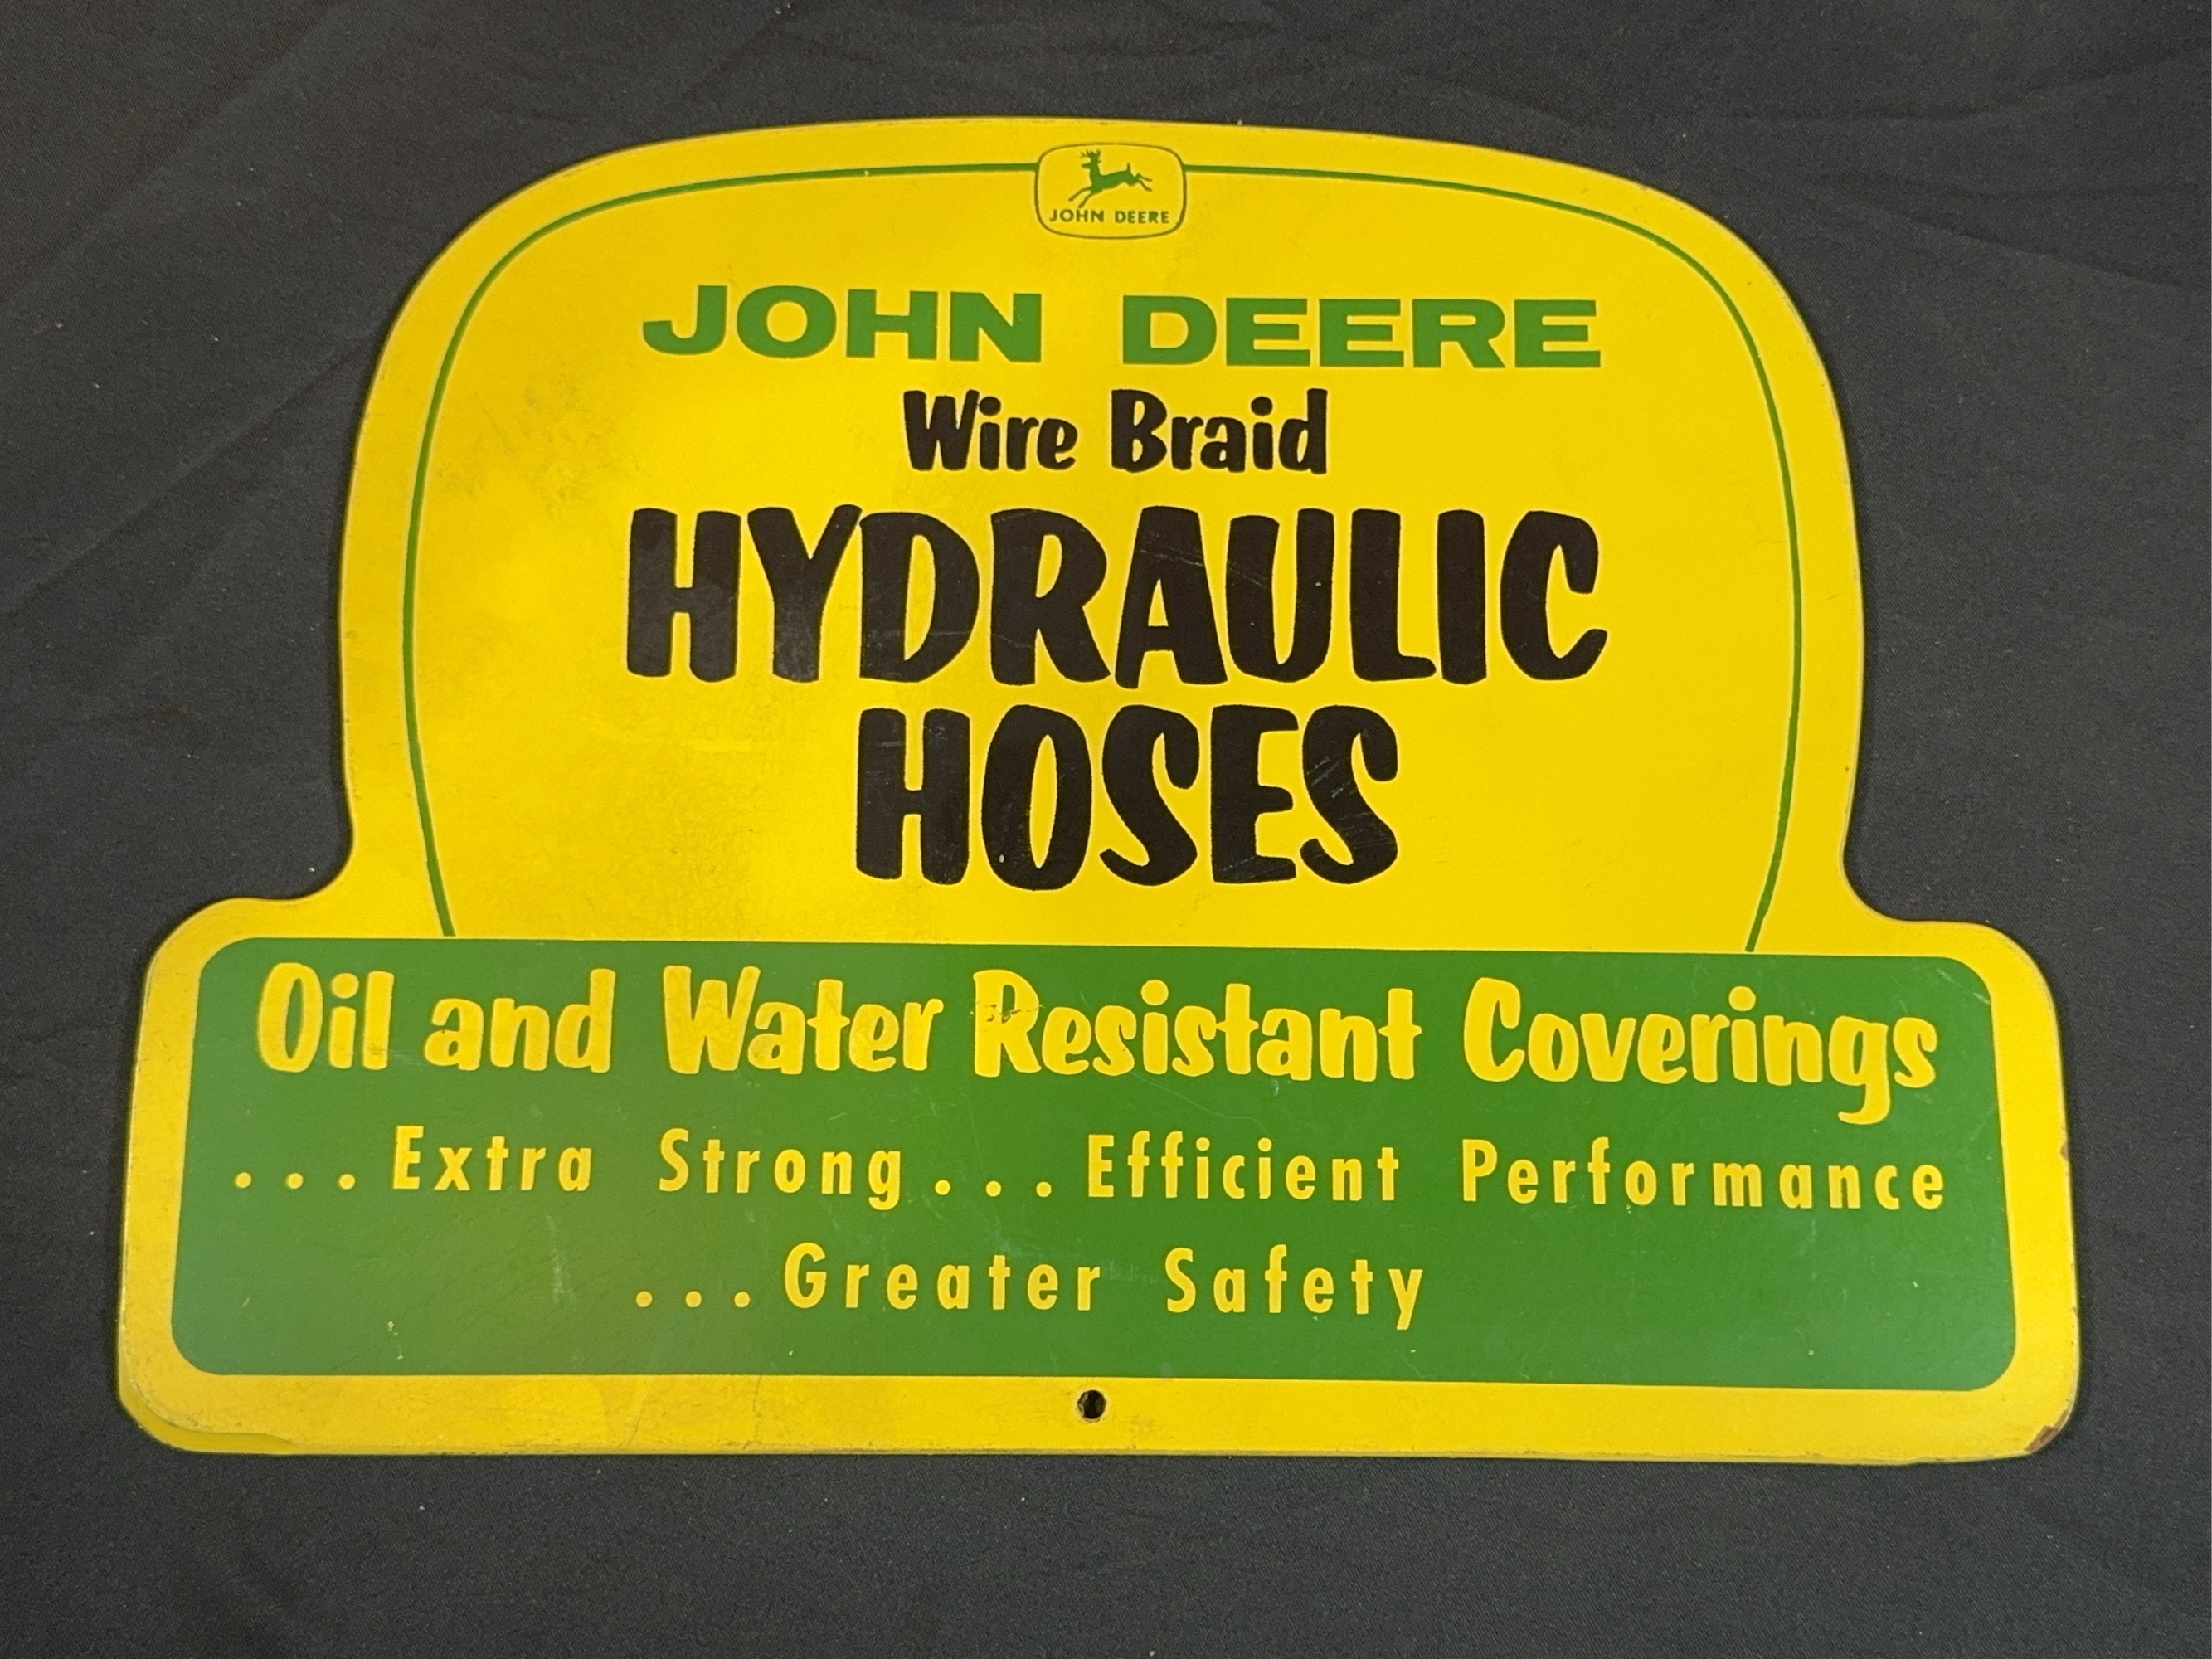 JOHN DEERE
JOHN DEERE
Wire Braid
HYDRAULIC
HOSES
Oil and Water Resistant Coverings
...Extra Strong...Efficient Performance
...Greater Safety